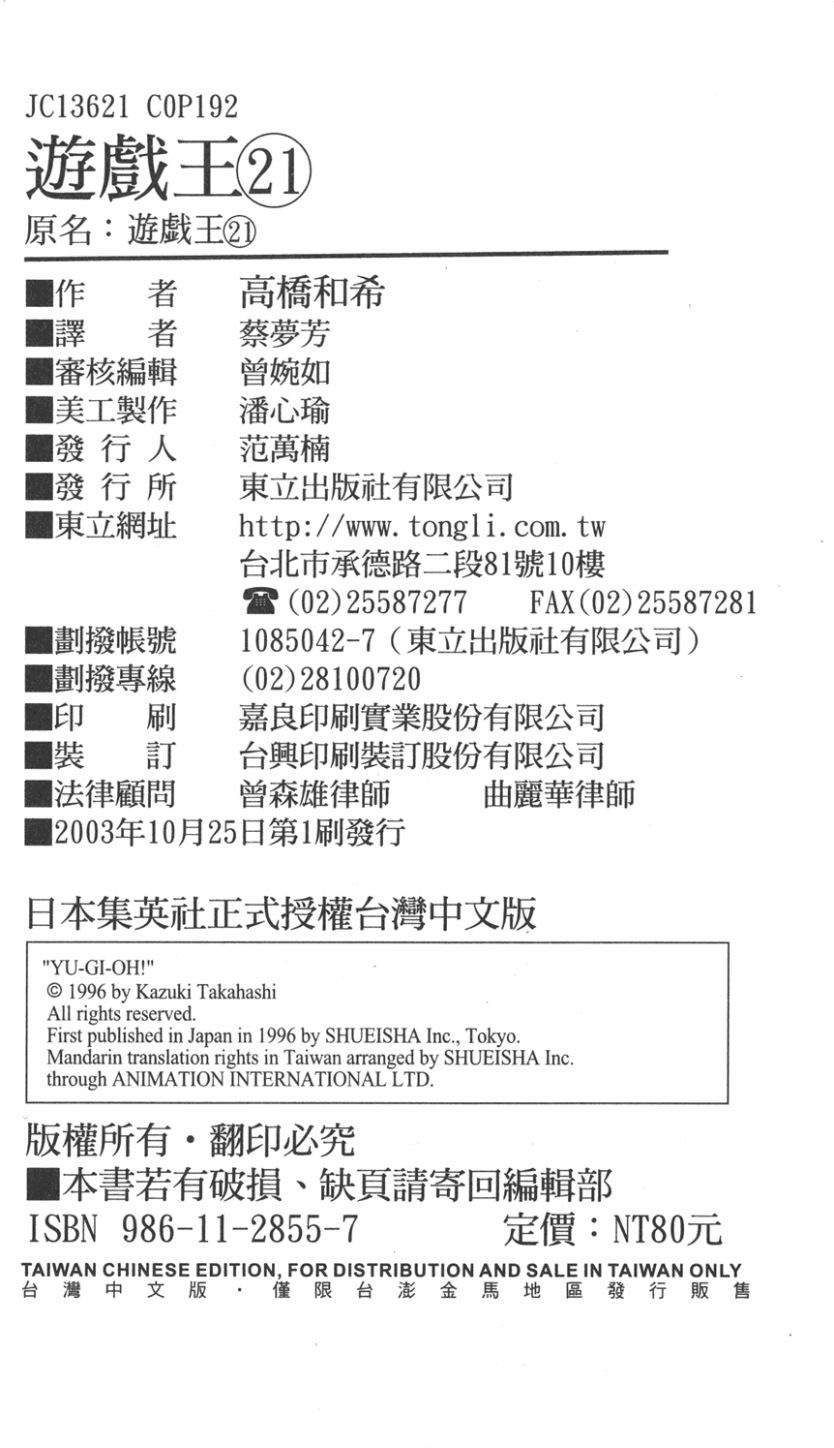 JC13621 C0P192
遊戲王㉑
原名：遊戯王㉑
■作　者　高橋和希
■譯　者　蔡夢芳
■審核編輯　曾婉如
■美工製作　潘心瑜
■發 行 人　范萬楠
■發 行 所　東立出版社有限公司
■東立網址　http://www.tongli.com.tw
台北市承德路二段81號10樓
☎(02)25587277　FAX(02)25587281
■劃撥帳號　1085042-7（東立出版社有限公司）
■劃撥專線　(02)28100720
■印　刷　嘉良印刷實業股份有限公司
■裝　訂　台興印刷裝訂股份有限公司
■法律顧問　曾森雄律師　曲麗華律師
■2003年10月25日第1刷發行
日本集英社正式授權台灣中文版
"YU-GI-OH!"
© 1996 by Kazuki Takahashi
All rights reserved.
First published in Japan in 1996 by SHUEISHA Inc., Tokyo.
Mandarin translation rights in Taiwan arranged by SHUEISHA Inc.
through ANIMATION INTERNATIONAL LTD.
版權所有・翻印必究
■本書若有破損、缺頁請寄回編輯部
ISBN 986-11-2855-7　定價：NT80元
TAIWAN CHINESE EDITION, FOR DISTRIBUTION AND SALE IN TAIWAN ONLY
台灣中文版・僅限台澎金馬地區發行販售